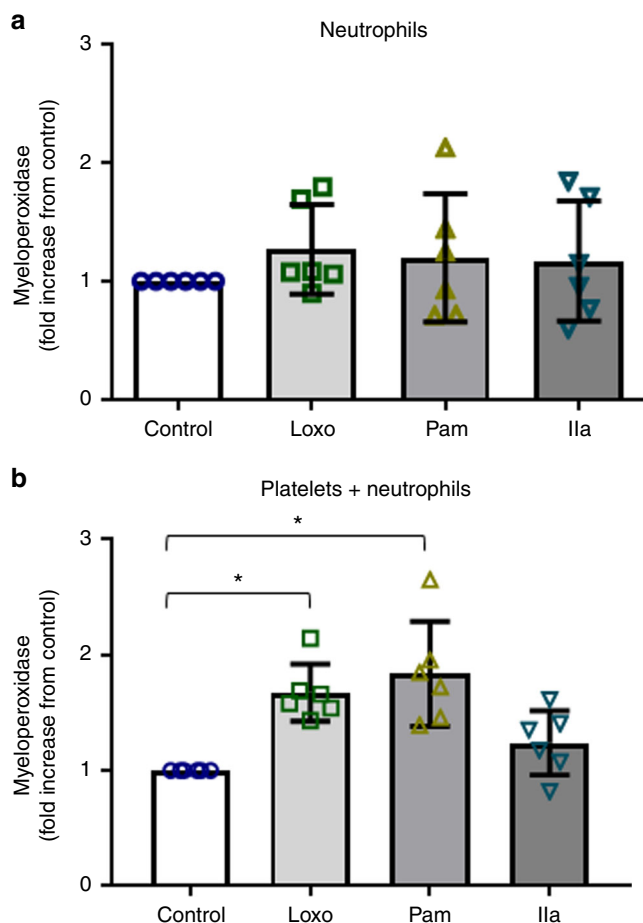 a
Neutrophils
Myeloperoxidase
(fold increase from control)
3
2
1
0
Control Loxo Pam IIa
b
Platelets + neutrophils
Myeloperoxidase
(fold increase from control)
3
2
1
0
*
*
Control Loxo Pam IIa